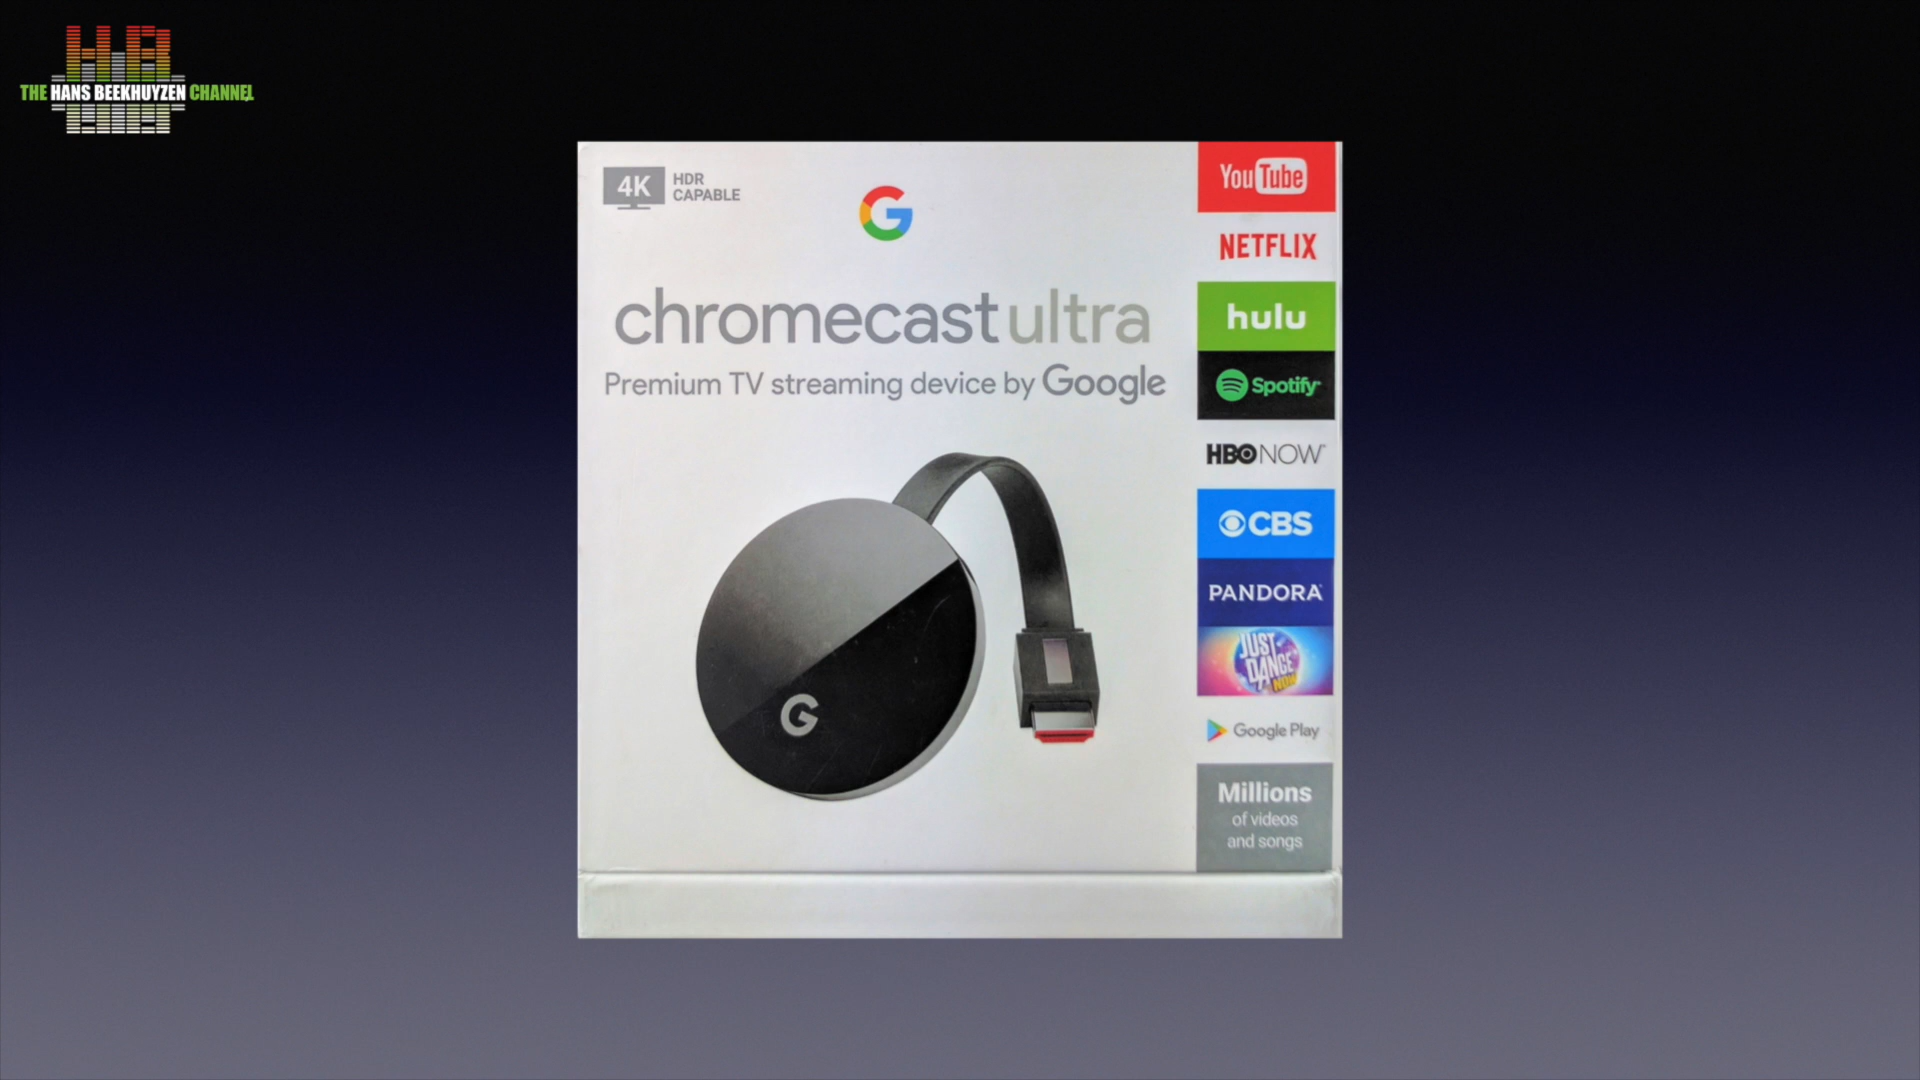 THE HANS BEEKHUYZEN CHANNEL
4K
HDR
CAPABLE
G
chromecast ultra
Premium TV streaming device by Google
G
YouTube
NETFLIX
hulu
Spotify
HBO NOW
CBS
PANDORA
JUST
DANCE
NOW
Google Play
Millions
of videos
and songs